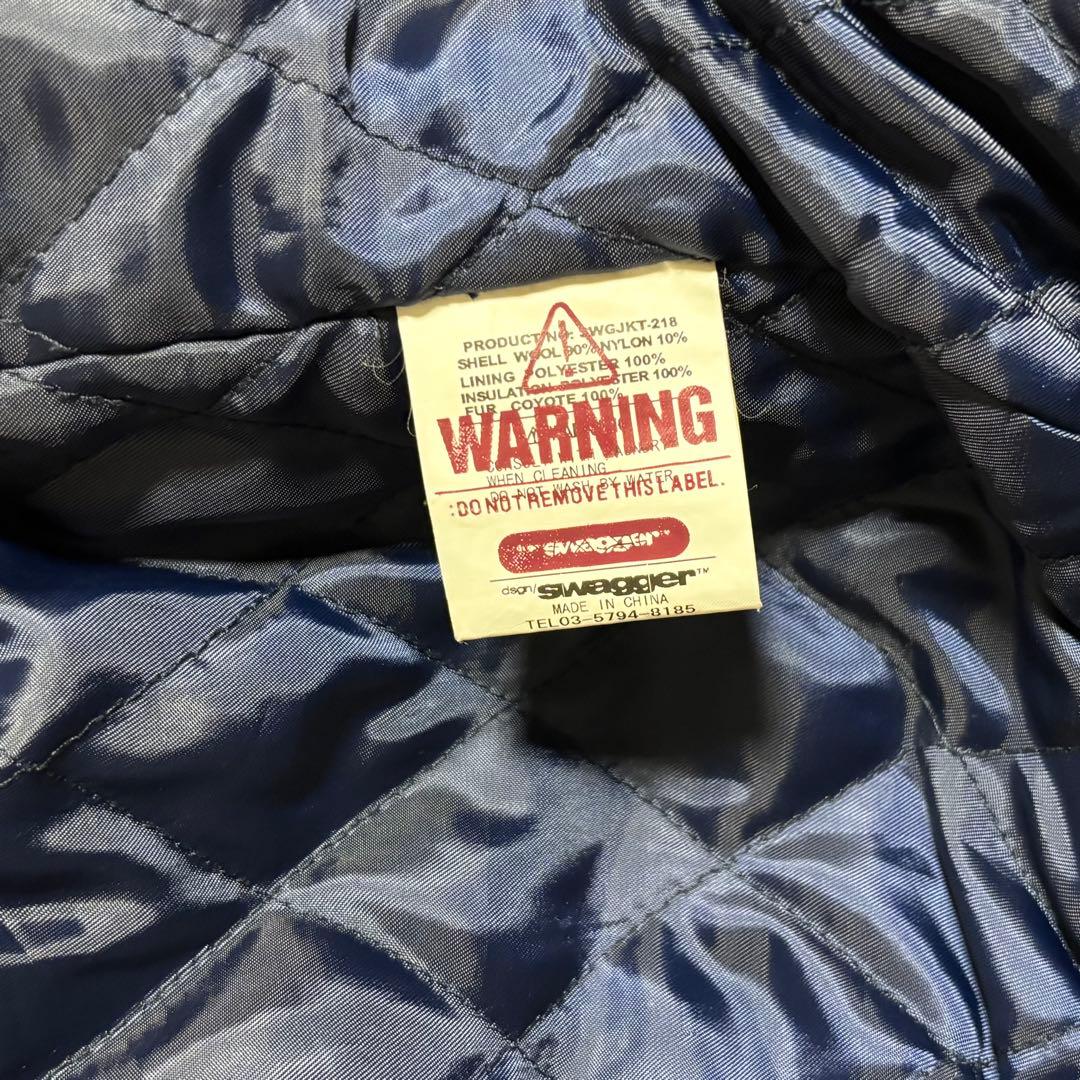 PRODUCT NO: SWGJKT-218
SHELL WOOL 90% NYLON 10%
LINING POLYESTER 100%
INSULATION POLYESTER 100%
FUR COYOTE 100%
WARNING
WHEN CLEANING
DO NOT WASH BY WATER
:DO NOT REMOVE THIS LABEL.
swagger
dsgn/swagger™
MADE IN CHINA
TEL03-5794-8185